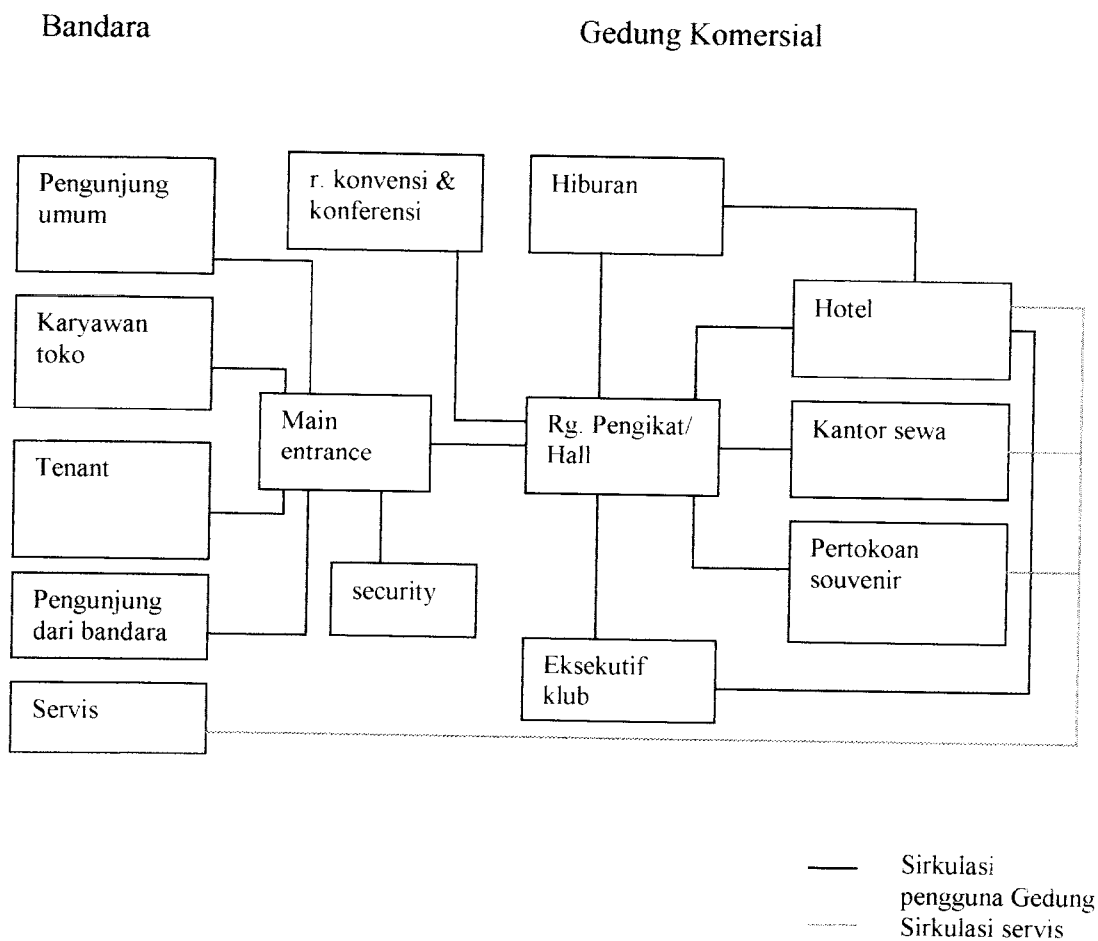 Bandara
Gedung Komersial
Pengunjung
umum
r. konvensi &
konferensi
Hiburan
Karyawan
toko
Hotel
Main
entrance
Rg. Pengikat/
Hall
Kantor sewa
Tenant
Pertokoan
souvenir
security
Pengunjung
dari bandara
Eksekutif
klub
Servis
Sirkulasi
pengguna Gedung
Sirkulasi servis